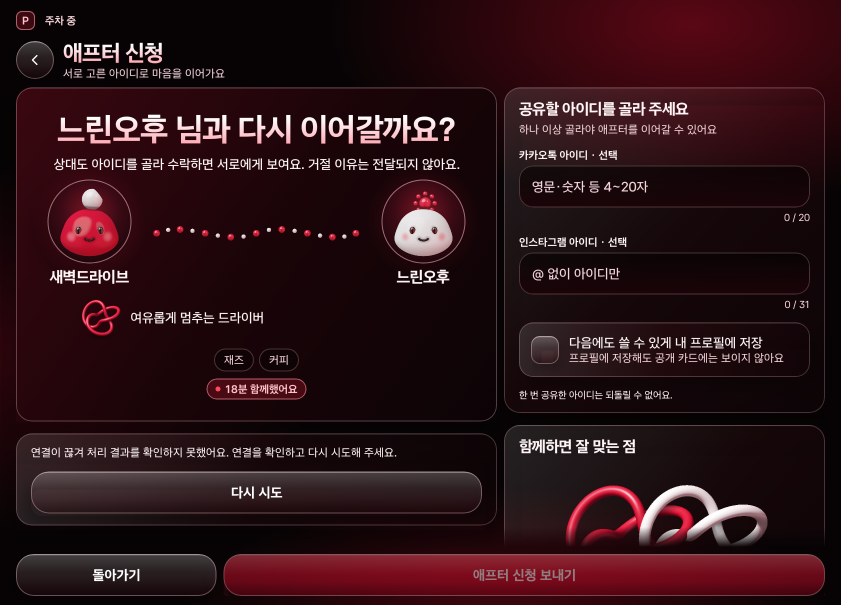 P 주차 중
애프터 신청
서로 고른 아이디로 마음을 이어가요
느린오후 님과 다시 이어갈까요?
상대도 아이디를 골라 수락하면 서로에게 보여요. 거절 이유는 전달되지 않아요.
새벽드라이브
느린오후
여유롭게 멈추는 드라이버
재즈
커피
18분 함께했어요
연결이 끊겨 처리 결과를 확인하지 못했어요. 연결을 확인하고 다시 시도해 주세요.
다시 시도
공유할 아이디를 골라 주세요
하나 이상 골라야 애프터를 이어갈 수 있어요
카카오톡 아이디 · 선택
영문·숫자 등 4~20자
0 / 20
인스타그램 아이디 · 선택
@ 없이 아이디만
0 / 31
다음에도 쓸 수 있게 내 프로필에 저장
프로필에 저장해도 공개 카드에는 보이지 않아요
한 번 공유한 아이디는 되돌릴 수 없어요.
함께하면 잘 맞는 점
돌아가기
애프터 신청 보내기